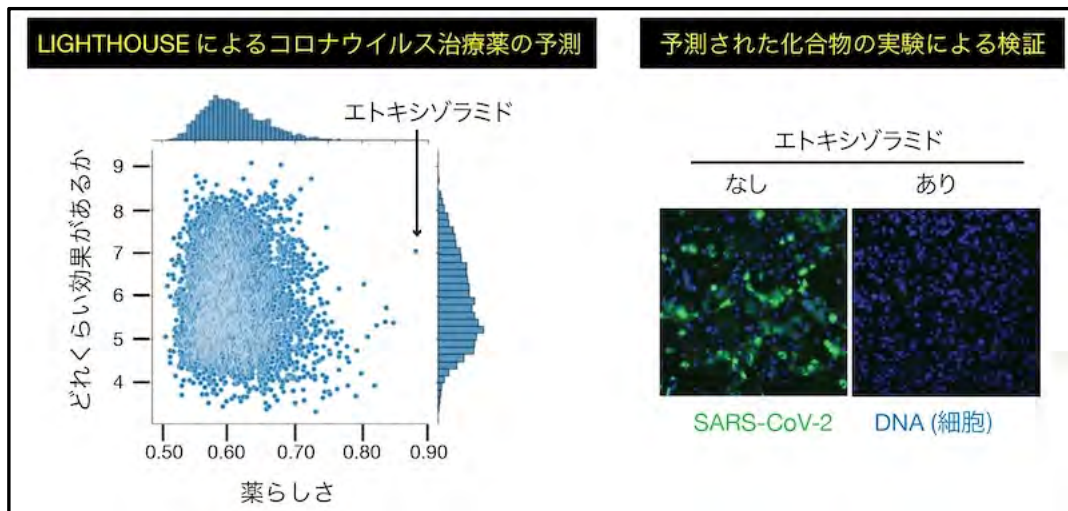 LIGHTHOUSE によるコロナウイルス治療薬の予測
エトキシゾラミド
どれくらい効果があるか
9
8
7
6
5
4
0.50 0.60 0.70 0.80 0.90
薬らしさ
予測された化合物の実験による検証
エトキシゾラミド
なし あり
SARS-CoV-2 DNA (細胞)